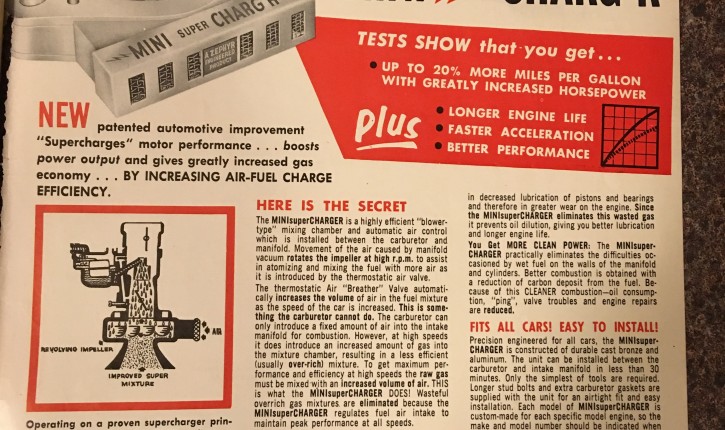 CHARG'R
MINI SUPER CHARG'R
A ZEPHYR
ENGINEERED
PRODUCT
TESTS SHOW that you get...
• UP TO 20% MORE MILES PER GALLON
WITH GREATLY INCREASED HORSEPOWER
plus
• LONGER ENGINE LIFE
• FASTER ACCELERATION
• BETTER PERFORMANCE
NEW patented automotive improvement
"Supercharges" motor performance . . . boosts
power output and gives greatly increased gas
economy . . . BY INCREASING AIR-FUEL CHARGE
EFFICIENCY.
AIR
REVOLVING IMPELLER
IMPROVED SUPER
MIXTURE
Operating on a proven supercharger prin-
HERE IS THE SECRET
The MINIsuperCHARGER is a highly efficient "blower-
type" mixing chamber and automatic air control
which is installed between the carburetor and
manifold. Movement of the air caused by manifold
vacuum rotates the impeller at high r.p.m. to assist
in atomizing and mixing the fuel with more air as
it is introduced by the thermostatic air valve.
The thermostatic Air "Breather" Valve automati-
cally increases the volume of air in the fuel mixture
as the speed of the car is increased. This is some-
thing the carburetor cannot do. The carburetor can
only introduce a fixed amount of air into the intake
manifold for combustion. However, at high speeds
it does introduce an increased amount of gas into
the mixture chamber, resulting in a less efficient
(usually over-rich) mixture. To get maximum per-
formance and efficiency at high speeds the raw gas
must be mixed with an increased volume of air. THIS
is WHAT the MINIsuperCHARGER DOES! Wasteful
overrich gas mixtures are eliminated because the
MINIsuperCHARGER regulates fuel air intake to
maintain peak performance at all speeds.
in decreased lubrication of pistons and bearings
and therefore in greater wear on the engine. Since
the MINIsuperCHARGER eliminates this wasted gas
it prevents oil dilution, giving you better lubrication
and longer engine life.
You Get MORE CLEAN POWER: The MINIsuper-
CHARGER practically eliminates the difficulties oc-
casioned by wet fuel on the walls of the manifold
and cylinders. Better combustion is obtained with
a reduction of carbon deposit from the fuel. Be-
cause of this CLEANER combustion—oil consump-
tion, "ping", valve troubles and engine repairs
are reduced.
FITS ALL CARS! EASY TO INSTALL!
Precision engineered for all cars, the MINIsuper-
CHARGER is constructed of durable cast bronze and
aluminum. The unit can be installed between the
carburetor and intake manifold in less than 30
minutes. Only the simplest of tools are required.
Longer stud bolts and extra carburetor gaskets are
supplied with the unit for an airtight fit and easy
installation. Each model of MINIsuperCHARGER is
custom-made for each specific model engine, so the
make and model number should be indicated when